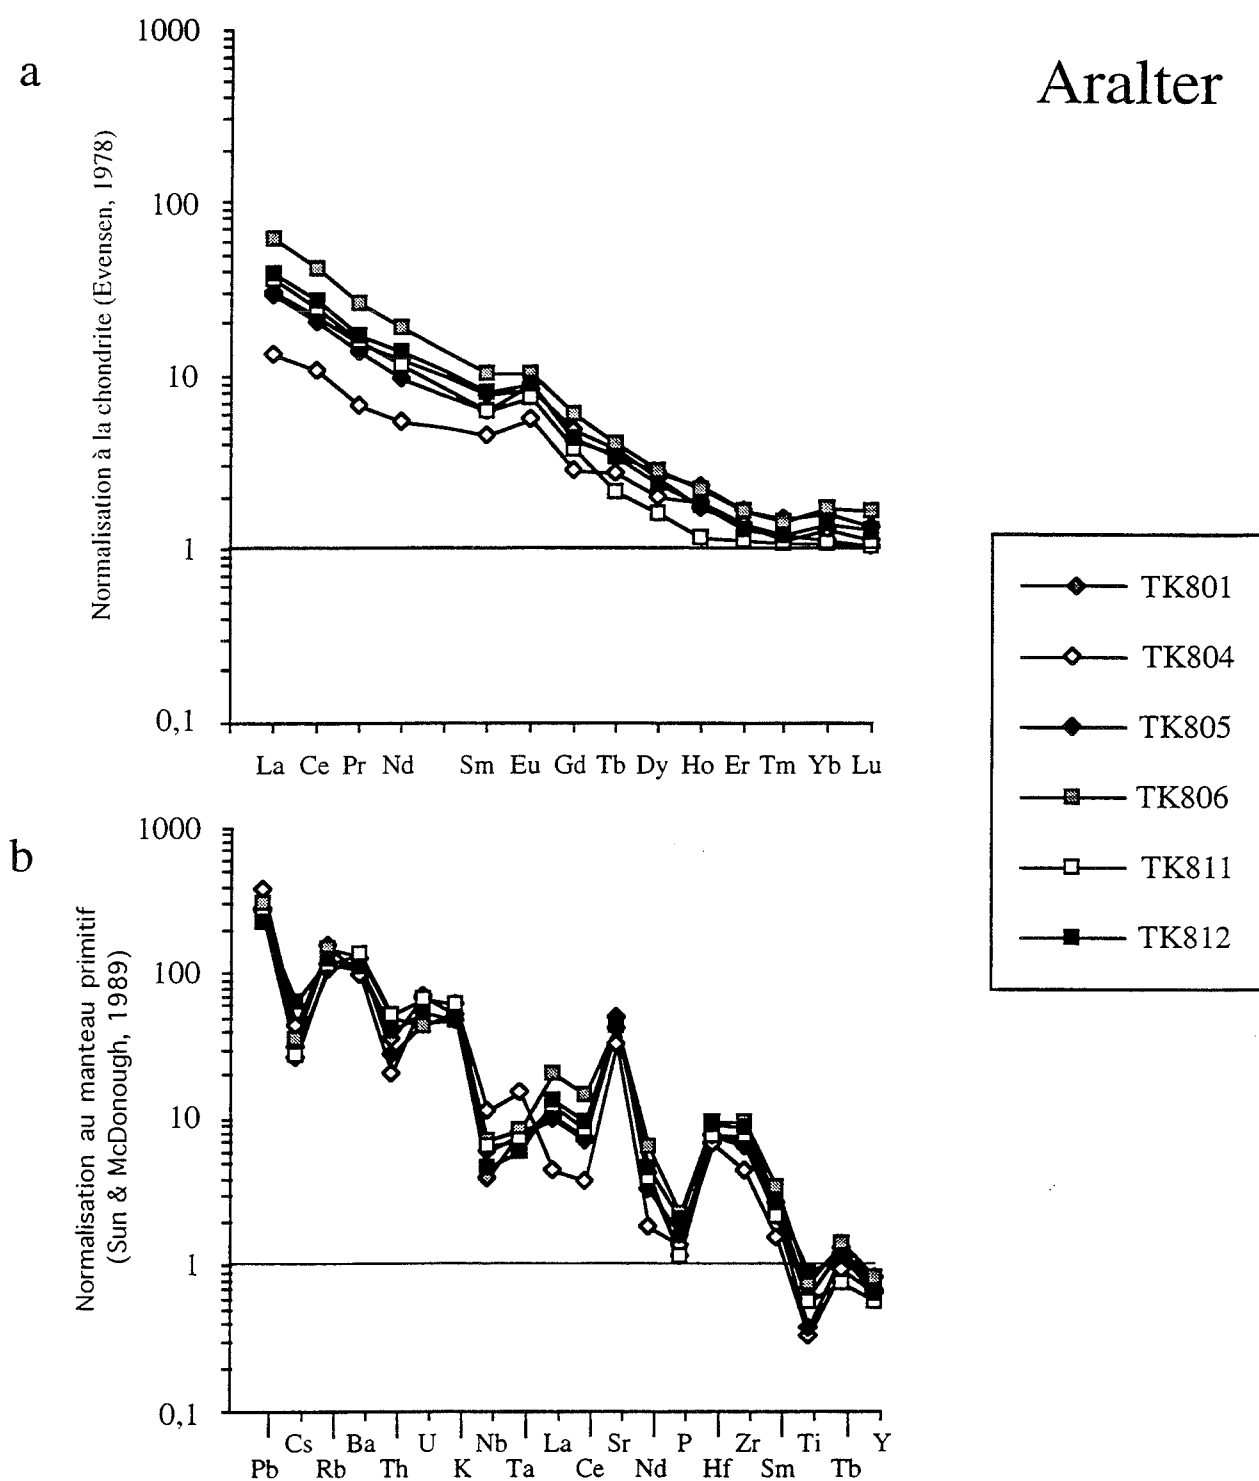 a
Aralter
Normalisation à la chondrite (Evensen, 1978)
1000
100
10
1
0,1
La Ce Pr Nd Sm Eu Gd Tb Dy Ho Er Tm Yb Lu
TK801
TK804
TK805
TK806
TK811
TK812
b
Normalisation au manteau primitif
(Sun & McDonough, 1989)
1000
100
10
1
0,1
Cs Ba U Nb La Sr P Zr Ti Y
Pb Rb Th K Ta Ce Nd Hf Sm Tb